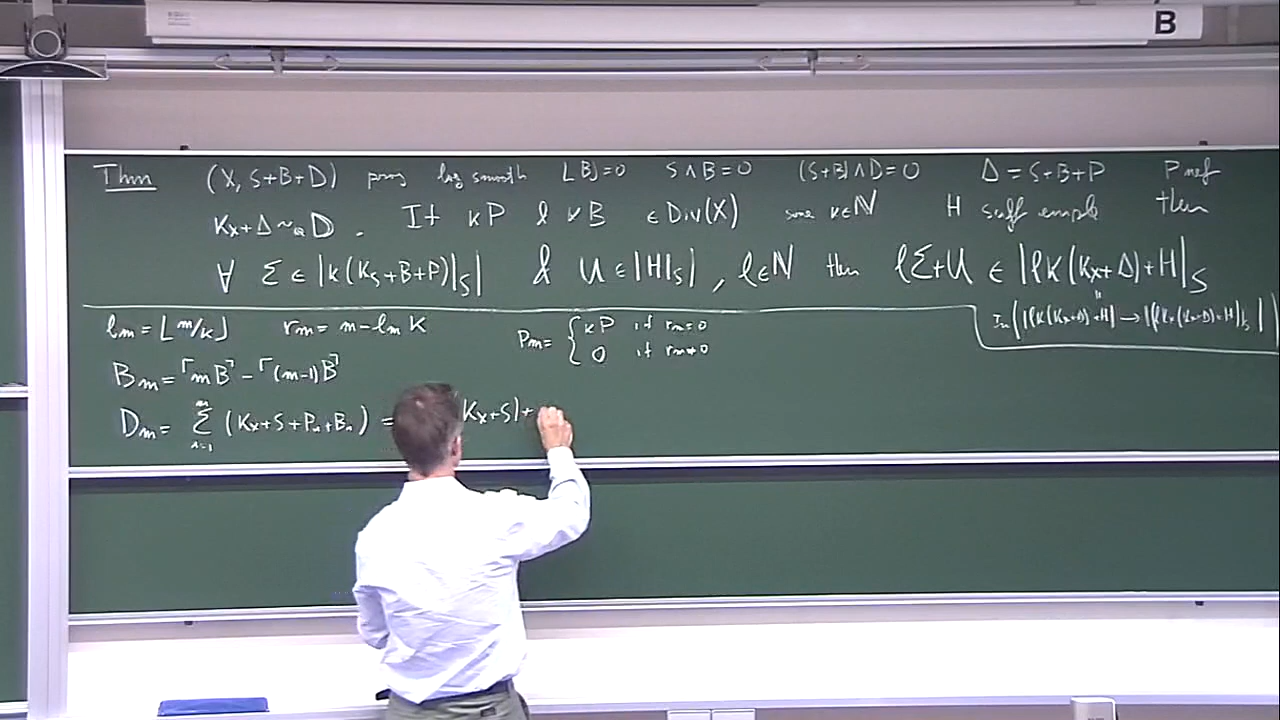 B
Thm (X, S+B+D) proj log smooth ⌊B⌋=0 S∧B=0 (S+B)∧D=0 Δ=S+B+P P nef
K_X+Δ ~_Q D. If kP & kB ∈ Div(X) some k∈ℕ H suff ample then
∀ Σ ∈ |k(K_S+B+P)|_S| & U∈|H|_S|, ℓ∈ℕ then ℓΣ+U ∈ |ℓk(K_X+Δ)+H|_S
Im(|ℓk(K_X+Δ)+H| → |ℓk(K_X+Δ)+H|_S|)
ℓ_m = ⌊m/k⌋ r_m = m-ℓ_m k P_m = { kP if r_m=0
0 if r_m≠0
B_m = ⌈mB⌉ - ⌈(m-1)B⌉
D_m = Σ_{i=1}^m (K_X+S+P_i+B_i) = (K_X+S)+